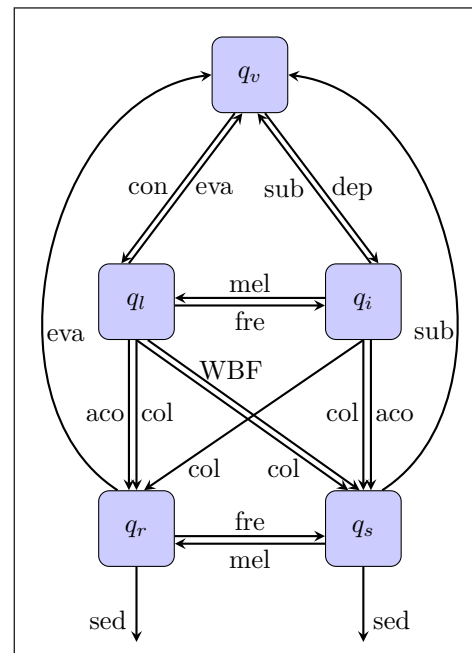 q_v
con eva sub dep
q_l mel q_i
fre
eva WBF sub
aco col col aco
col col
q_r fre q_s
mel
sed sed